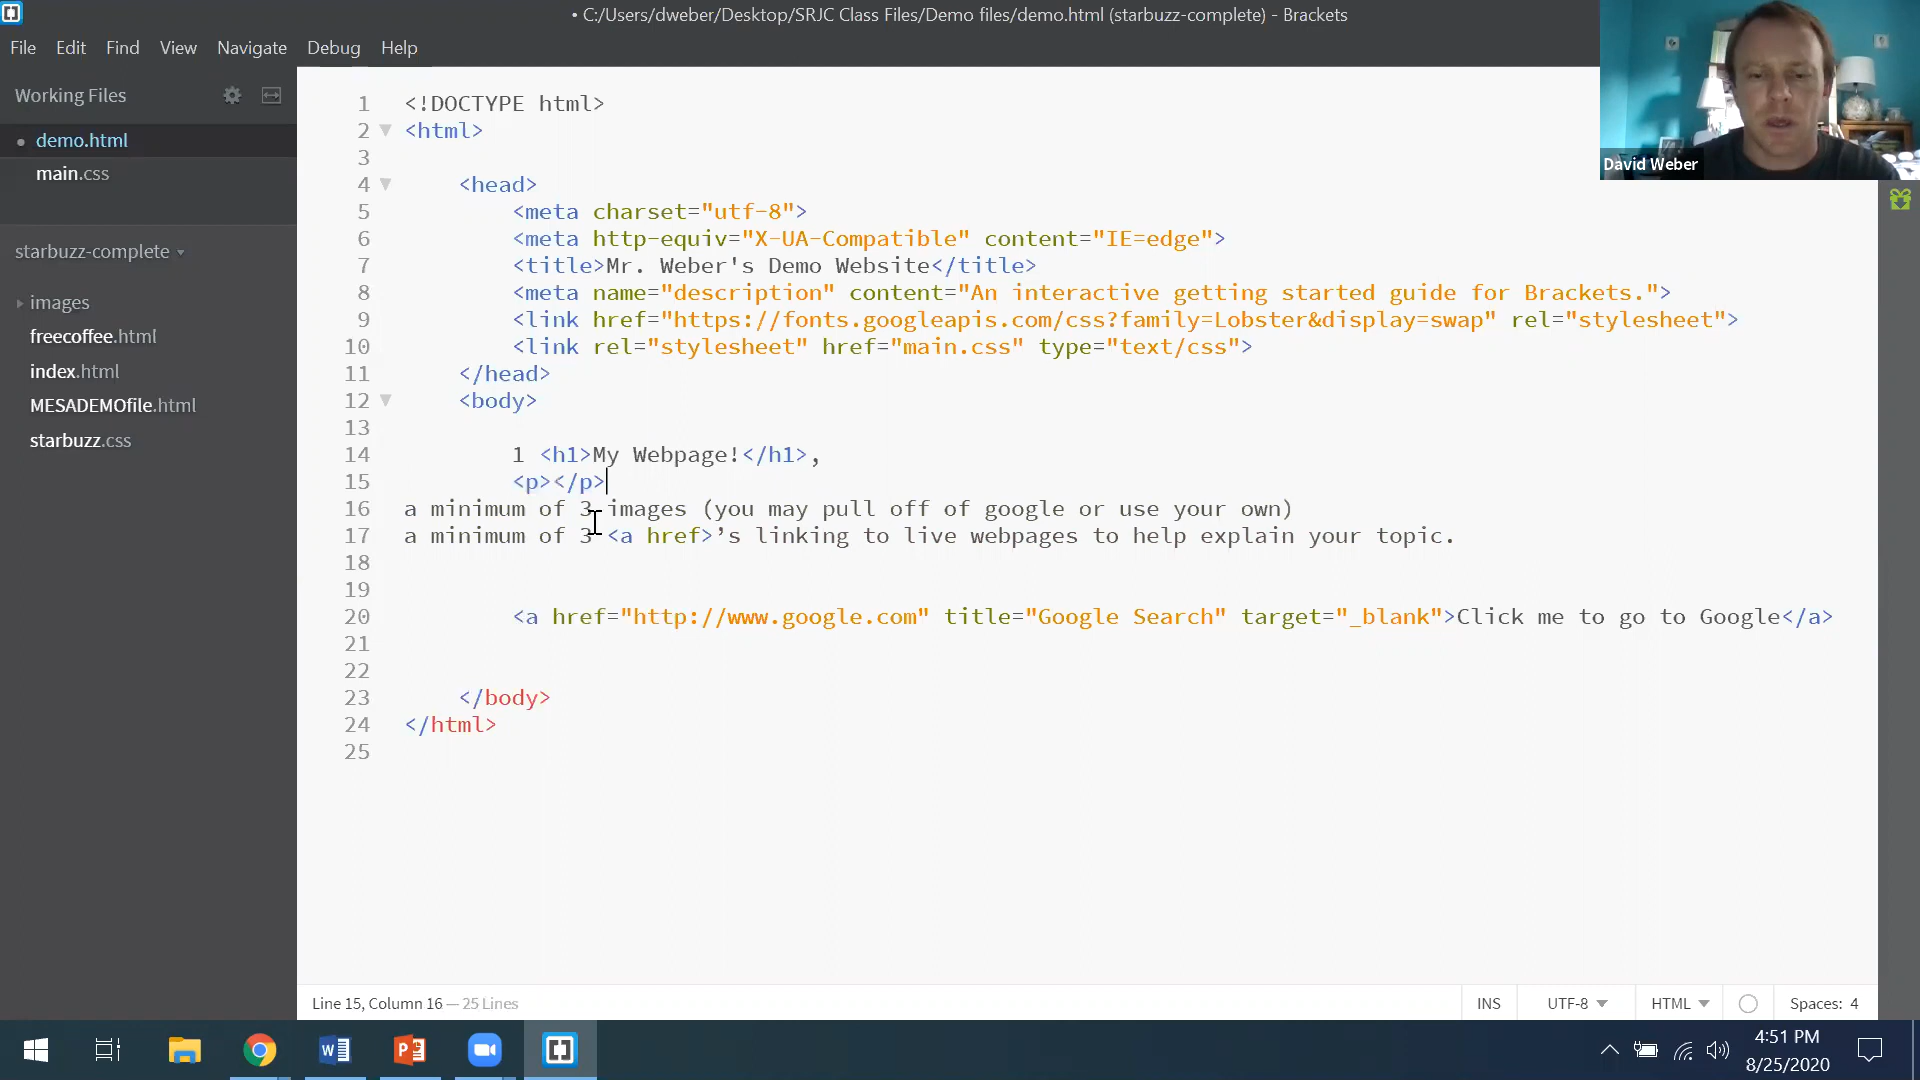 • C:/Users/dweber/Desktop/SRJC Class Files/Demo files/demo.html (starbuzz-complete) - Brackets
File Edit Find View Navigate Debug Help
Working Files
demo.html
main.css
starbuzz-complete
images
freecoffee.html
index.html
MESADEMOfile.html
starbuzz.css
1 <!DOCTYPE html>
2 <html>
3
4 <head>
5 <meta charset="utf-8">
6 <meta http-equiv="X-UA-Compatible" content="IE=edge">
7 <title>Mr. Weber's Demo Website</title>
8 <meta name="description" content="An interactive getting started guide for Brackets.">
9 <link href="https://fonts.googleapis.com/css?family=Lobster&display=swap" rel="stylesheet">
10 <link rel="stylesheet" href="main.css" type="text/css">
11 </head>
12 <body>
13
14 1 <h1>My Webpage!</h1>,
15 <p></p>
16 a minimum of 3 images (you may pull off of google or use your own)
17 a minimum of 3 <a href>’s linking to live webpages to help explain your topic.
18
19
20 <a href="http://www.google.com" title="Google Search" target="_blank">Click me to go to Google</a>
21
22
23 </body>
24 </html>
25
David Weber
Line 15, Column 16 — 25 Lines
INS UTF-8 HTML Spaces: 4
4:51 PM
8/25/2020